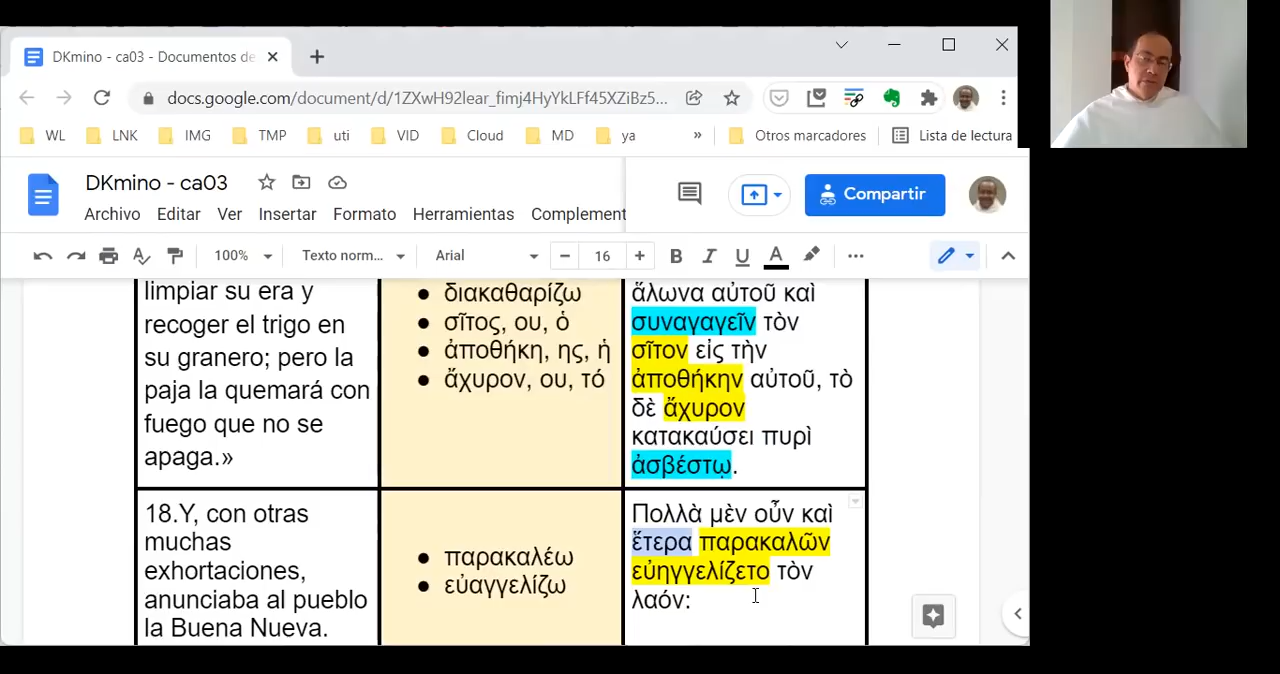 DKmino - ca03 - Documentos de
docs.google.com/document/d/1ZXwH92lear_fimj4HyYkLFf45XZiBz5...
WL LNK IMG TMP uti VID Cloud MD ya » Otros marcadores Lista de lectura
DKmino - ca03
Compartir
Archivo Editar Ver Insertar Formato Herramientas Complement
100% Texto norm... Arial 16 B I U A
limpiar su era y
recoger el trigo en
su granero; pero la
paja la quemará con
fuego que no se
apaga.»
● διακαθαρίζω
● σῖτος, ου, ὁ
● ἀποθήκη, ης, ἡ
● ἄχυρον, ου, τό
ἅλωνα αὐτοῦ καὶ
συναγαγεῖν τὸν
σῖτον εἰς τὴν
ἀποθήκην αὐτοῦ, τὸ
δὲ ἄχυρον
κατακαύσει πυρὶ
ἀσβέστῳ.
18.Y, con otras
muchas
exhortaciones,
anunciaba al pueblo
la Buena Nueva.
● παρακαλέω
● εὐαγγελίζω
Πολλὰ μὲν οὖν καὶ
ἕτερα παρακαλῶν
εὐηγγελίζετο τὸν
λαόν: